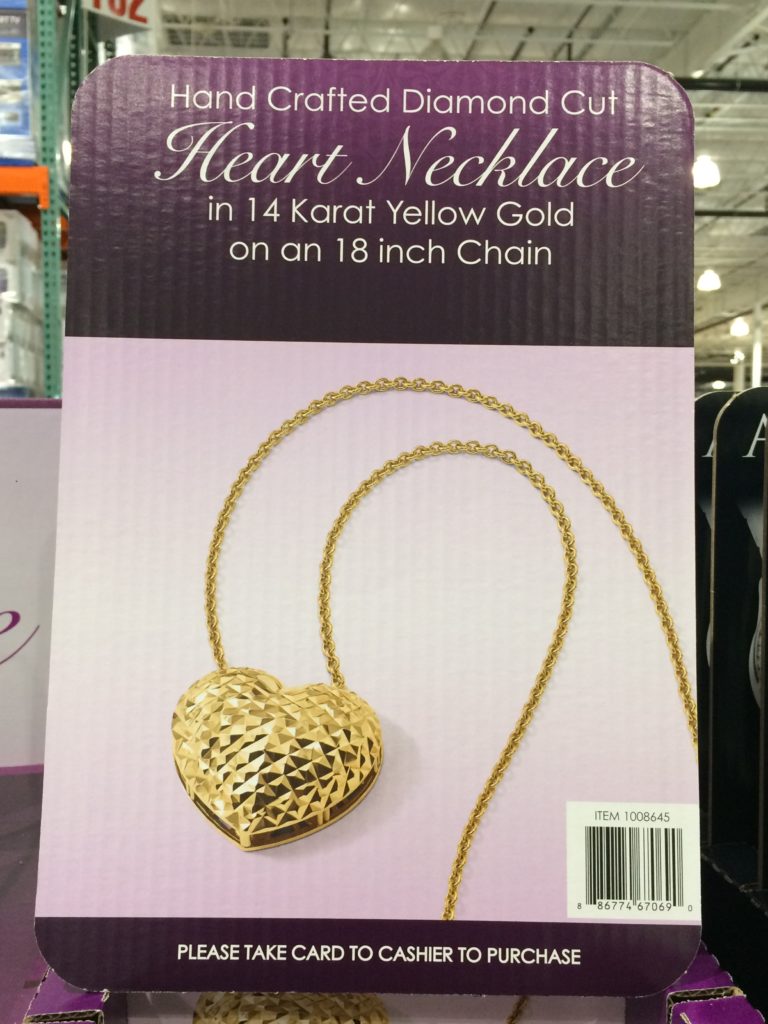 Hand Crafted Diamond Cut
Heart Necklace
in 14 Karat Yellow Gold
on an 18 inch Chain
ITEM 1008645
8 86774 67069 0
PLEASE TAKE CARD TO CASHIER TO PURCHASE